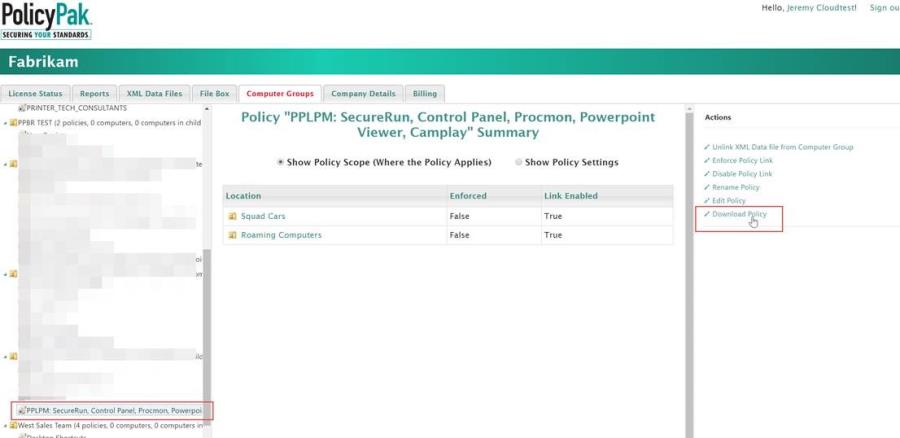 PolicyPak
SECURING YOUR STANDARDS.
Hello, Jeremy Cloudtest! Sign ou
Fabrikam
License Status Reports XML Data Files File Box Computer Groups Company Details Billing
PRINTER_TECH_CONSULTANTS
PPBR TEST (2 policies, 0 computers, 0 computers in child
PPLPM: SecureRun, Control Panel, Procmon, Powerpoi
West Sales Team (4 policies, 0 computers, 0 computers in
Desktop Shortcuts
Policy "PPLPM: SecureRun, Control Panel, Procmon, Powerpoint
Viewer, Camplay" Summary
Show Policy Scope (Where the Policy Applies) Show Policy Settings
Location Enforced Link Enabled
Squad Cars False True
Roaming Computers False True
Actions
Unlink XML Data file from Computer Group
Enforce Policy Link
Disable Policy Link
Rename Policy
Edit Policy
Download Policy